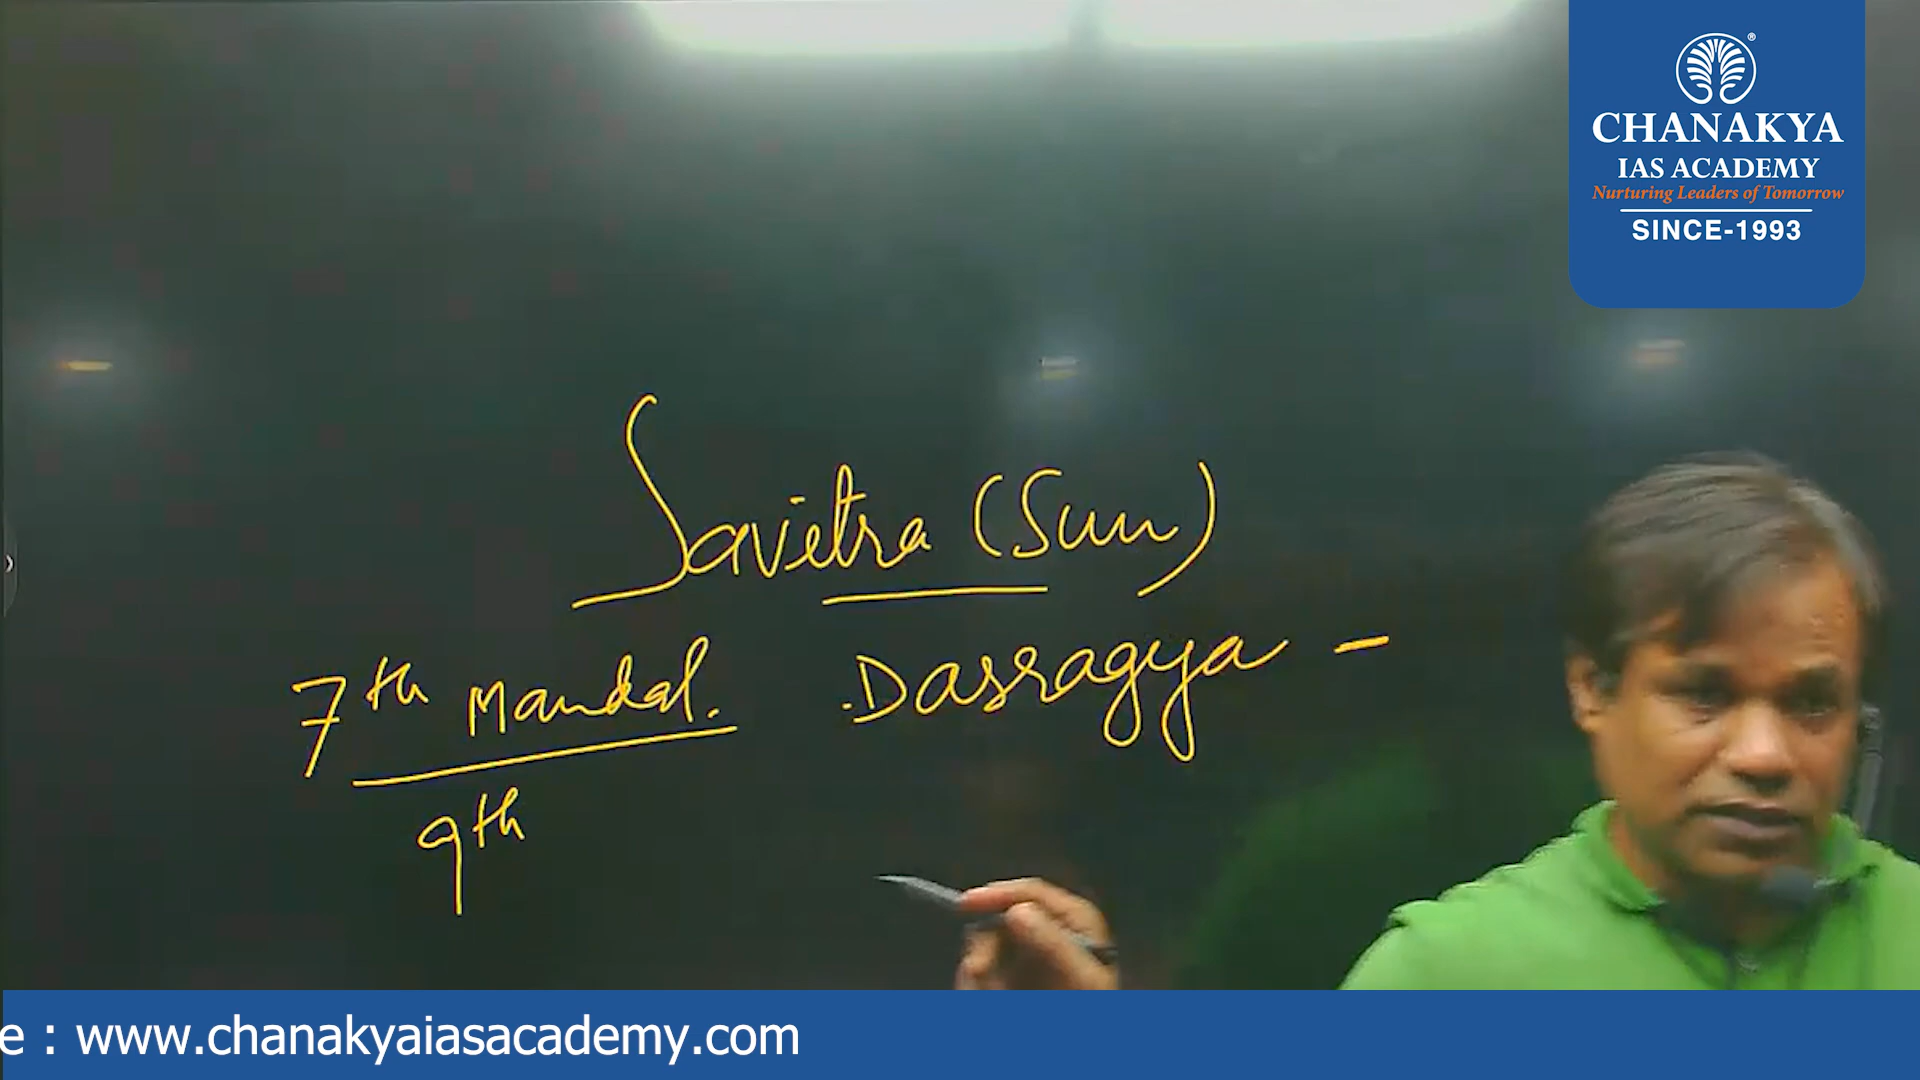 CHANAKYA
IAS ACADEMY
Nurturing Leaders of Tomorrow
SINCE-1993
Savitra (Sun)
7th Mandal. Dasragya -
9th
e : www.chanakyaiasacademy.com